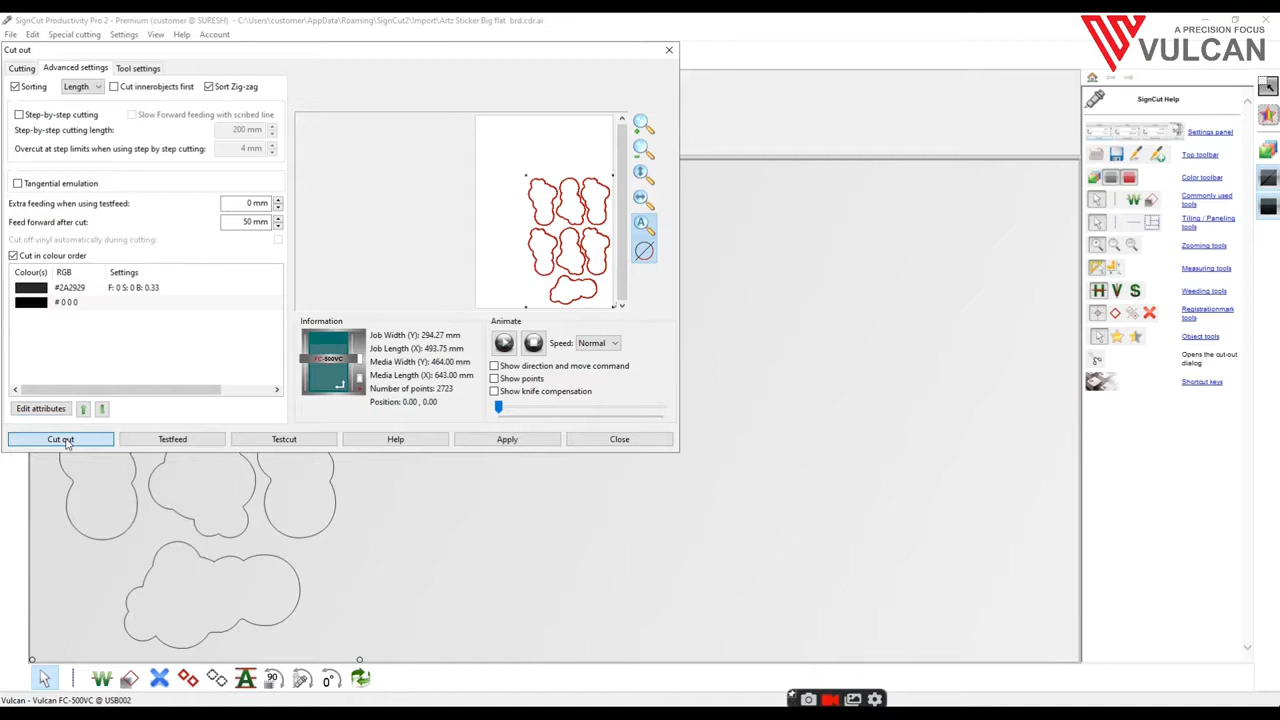 SignCut Productivity Pro 2 - Premium (customer @ SURESH) - C:\Users\customer\AppData\Roaming\SignCut2\Import\Artz Sticker Big flat brd.cdr.ai
File Edit Special cutting Settings View Help Account
A PRECISION FOCUS
VULCAN
Cut out
Cutting Advanced settings Tool settings
Sorting Length Cut innerobjects first Sort Zig-zag
Step-by-step cutting Slow Forward feeding with scribed line
Step-by-step cutting length: 200 mm
Overcut at step limits when using step by step cutting: 4 mm
Tangential emulation
Extra feeding when using testfeed: 0 mm
Feed forward after cut: 50 mm
Cut off vinyl automatically during cutting:
Cut in colour order
Colour(s) RGB Settings
#2A2929 F: 0 S: 0 B: 0.33
# 0 0 0
Edit attributes
Information
FC-500VC
Job Width (Y): 294.27 mm
Job Length (X): 493.75 mm
Media Width (Y): 464.00 mm
Media Length (X): 643.00 mm
Number of points: 2723
Position: 0.00 , 0.00
Animate
Speed: Normal
Show direction and move command
Show points
Show knife compensation
Cut out Testfeed Testcut Help Apply Close
SignCut Help
Settings panel
Top toolbar
Color toolbar
Commonly used
tools
Tiling / Paneling
tools
Zooming tools
Measuring tools
H V S
Weeding tools
Registrationmark
tools
Object tools
Opens the cut-out
dialog
Shortcut keys
W A 90 0°
Vulcan - Vulcan FC-500VC @ USB002